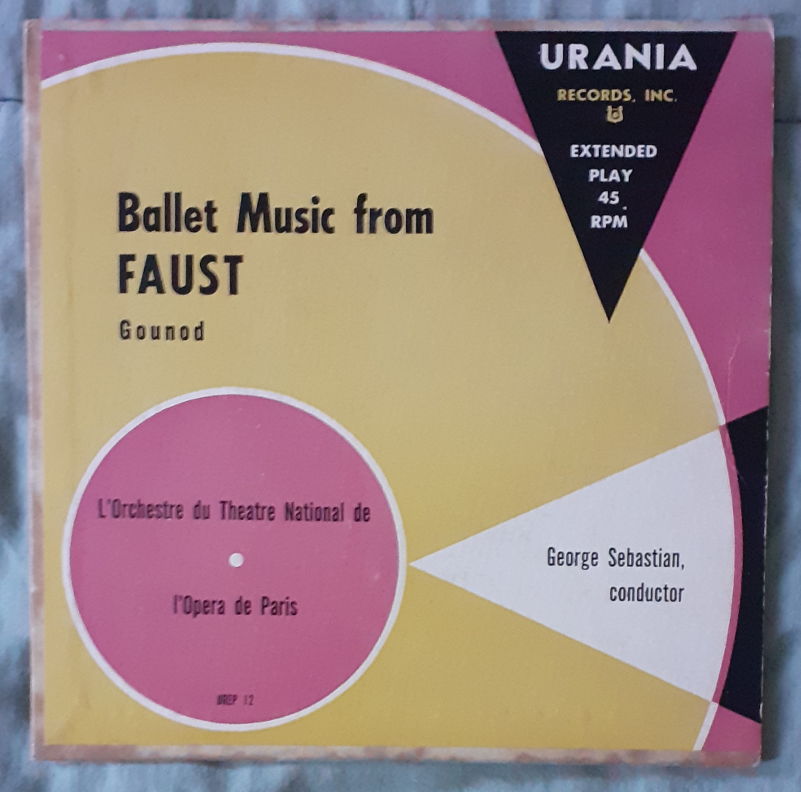 URANIA
RECORDS, INC.
EXTENDED
PLAY
45
RPM
Ballet Music from
FAUST
Gounod
L'Orchestre du Theatre National de
l'Opera de Paris
George Sebastian,
conductor
UREP 12